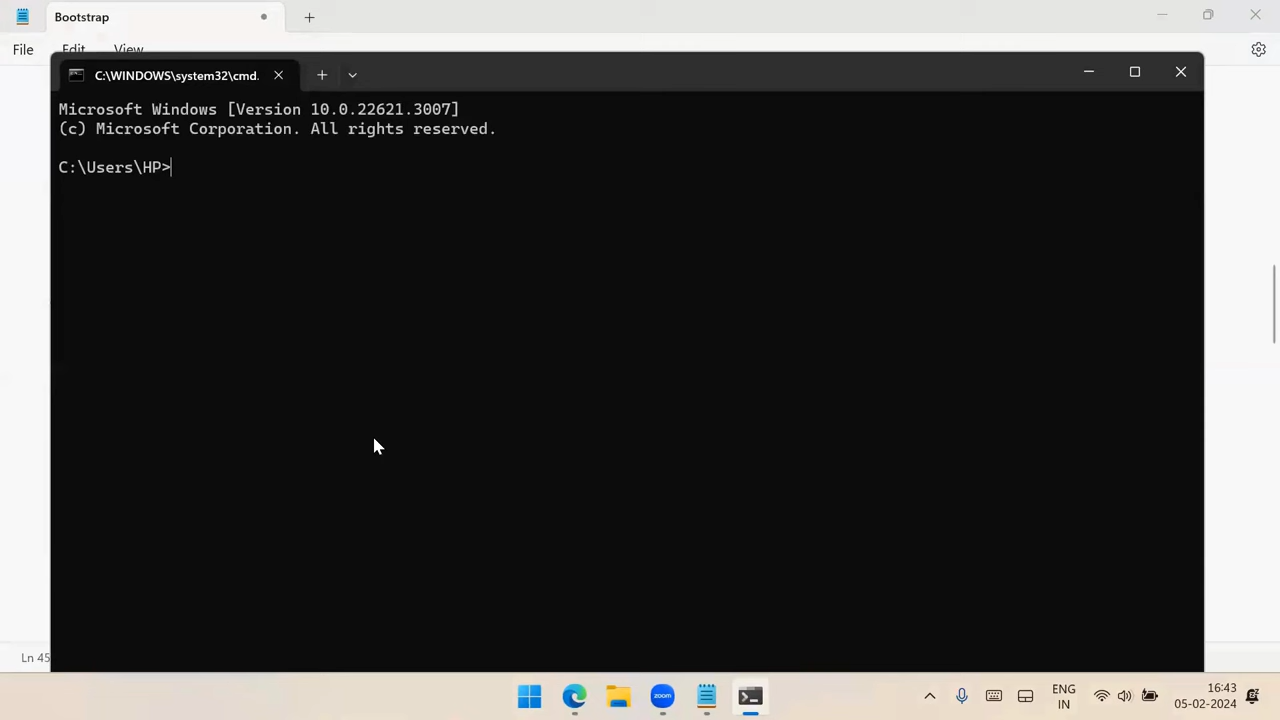 Bootstrap
File Edit View
C:\WINDOWS\system32\cmd.
Microsoft Windows [Version 10.0.22621.3007]
(c) Microsoft Corporation. All rights reserved.
C:\Users\HP>
Ln 45
zoom
ENG
IN
16:43
05-02-2024